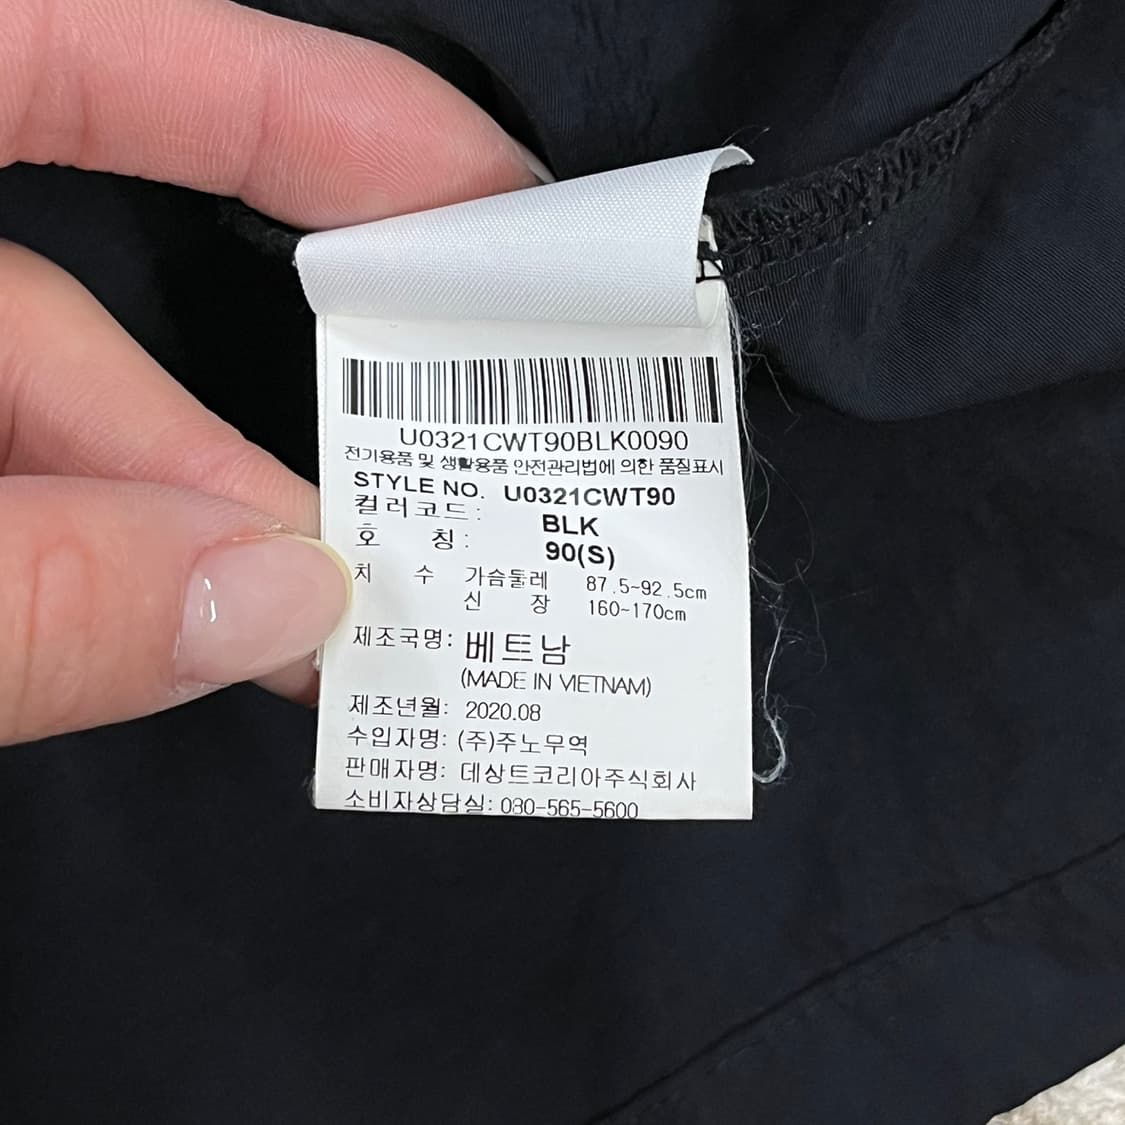 U0321CWT90BLK0090
전기용품 및 생활용품 안전관리법에 의한 품질표시
STYLE NO. U0321CWT90
컬러코드: BLK
호 칭: 90(S)
치 수 가슴둘레 87.5~92.5cm
신 장 160~170cm
제조국명: 베트남
(MADE IN VIETNAM)
제조년월: 2020.08
수입자명: (주)주노무역
판매자명: 데상트코리아주식회사
소비자상담실: 080-565-5600